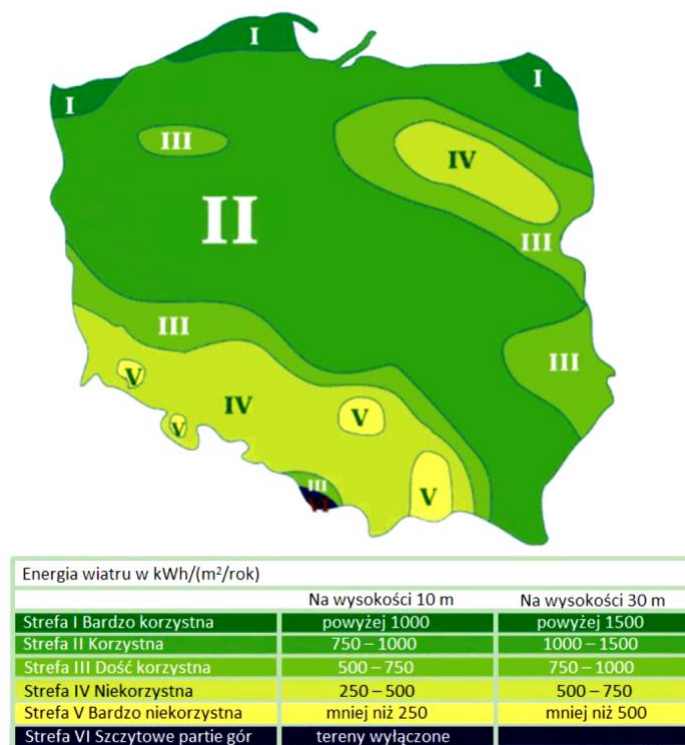 I
I
I
III
IV
II
III
III
III
V
IV
V
V
III
V
Energia wiatru w kWh/(m²/rok)
Na wysokości 10 m Na wysokości 30 m
Strefa I Bardzo korzystna powyżej 1000 powyżej 1500
Strefa II Korzystna 750 – 1000 1000 – 1500
Strefa III Dość korzystna 500 – 750 750 – 1000
Strefa IV Niekorzystna 250 – 500 500 – 750
Strefa V Bardzo niekorzystna mniej niż 250 mniej niż 500
Strefa VI Szczytowe partie gór tereny wyłączone